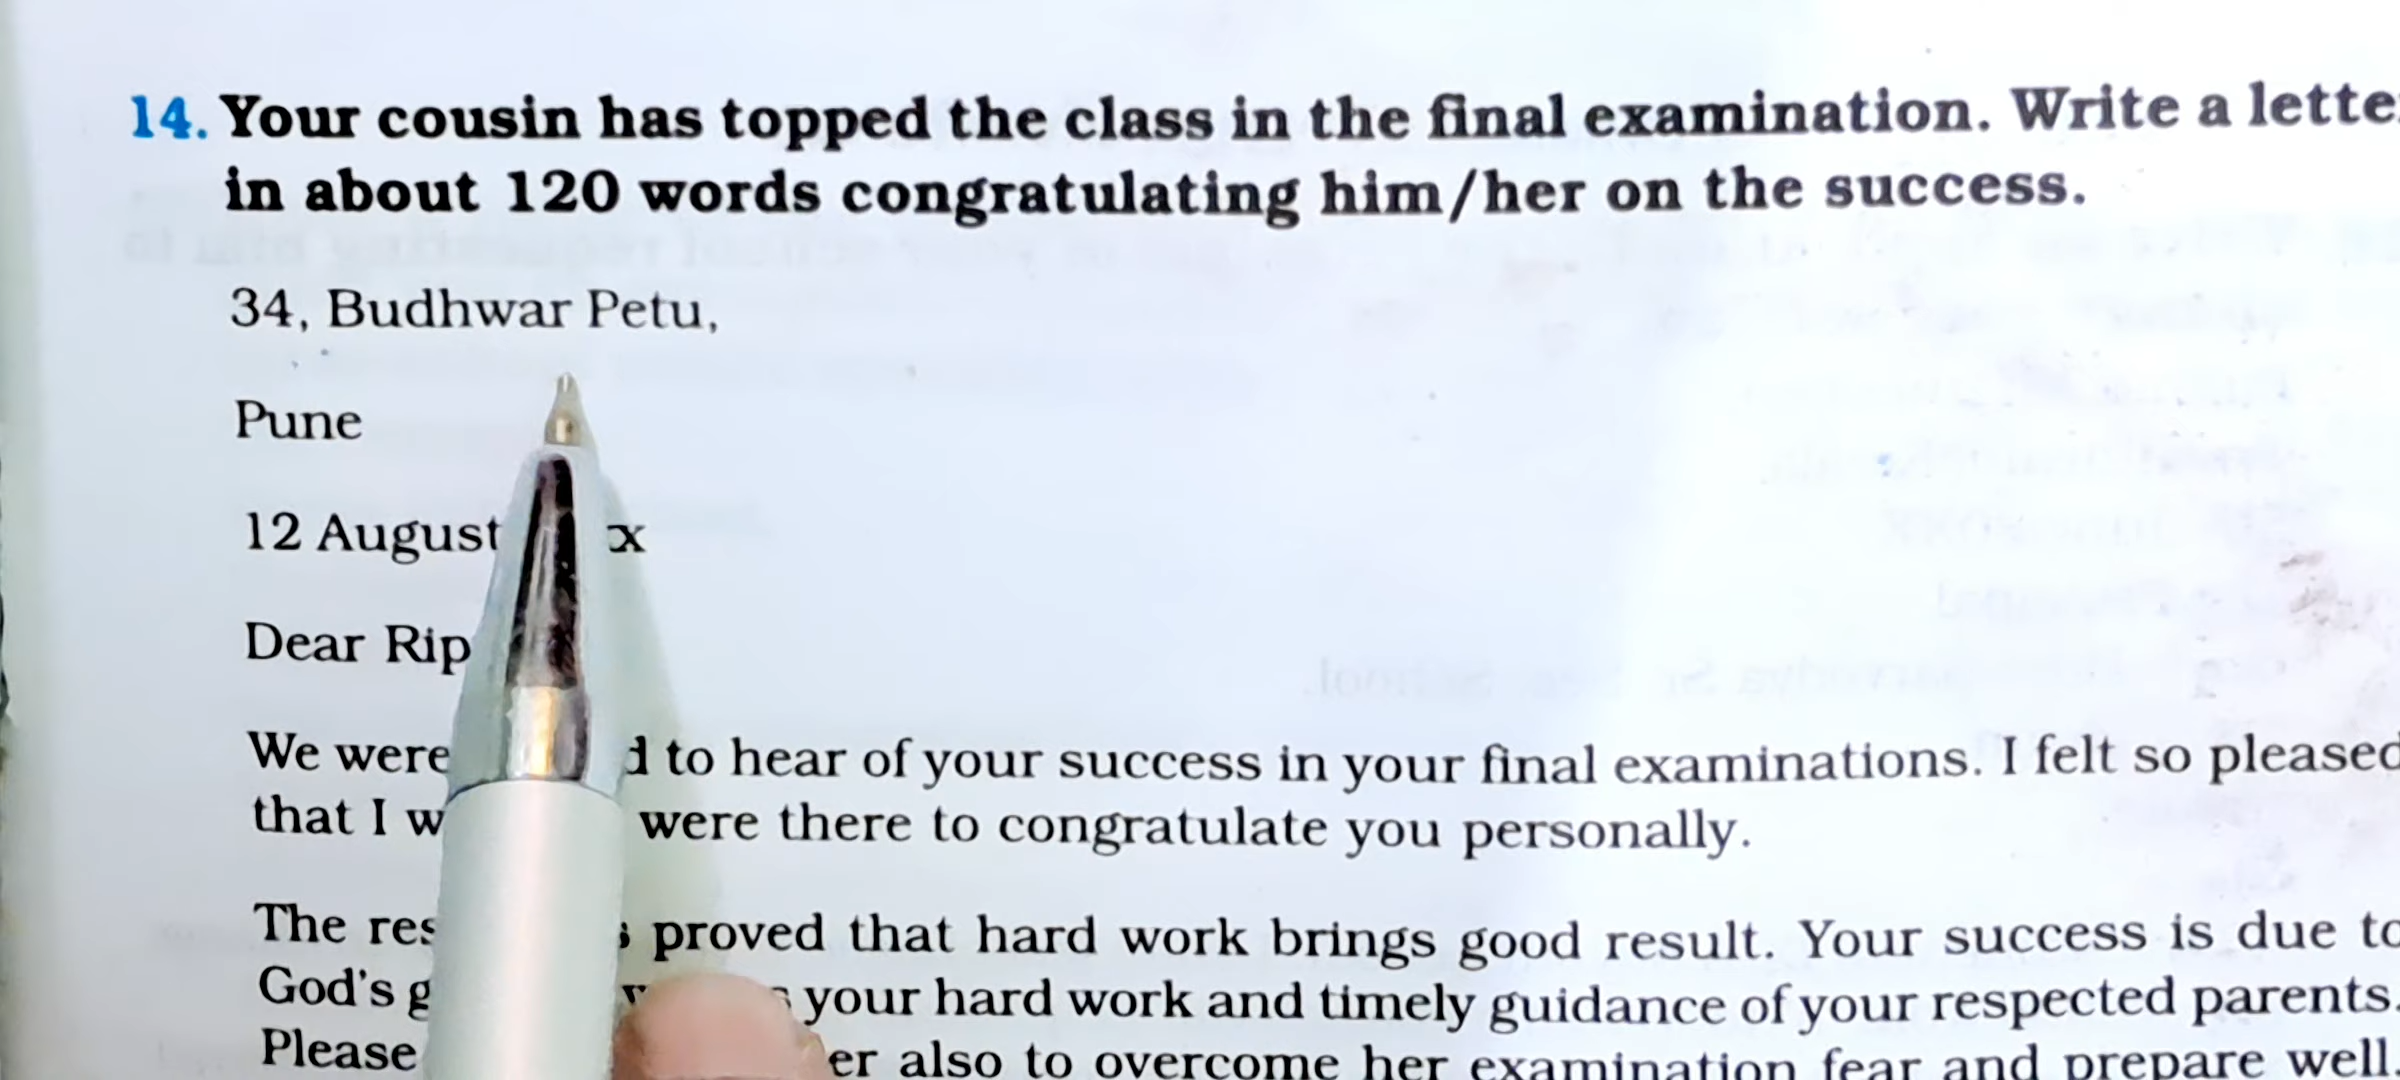 14. Your cousin has topped the class in the final examination. Write a
in about 120 words congratulating him/her on the success.
34, Budhwar Petu,
Pune
12 August x
Dear
We were to hear of your success in your final examinations. I felt so pleased
that I were there to congratulate you personally.
The proved that hard work brings good result. Your success is due to
God's your hard work and timely guidance of your respected parents.
Please also to overcome her examination fear and prepare well.